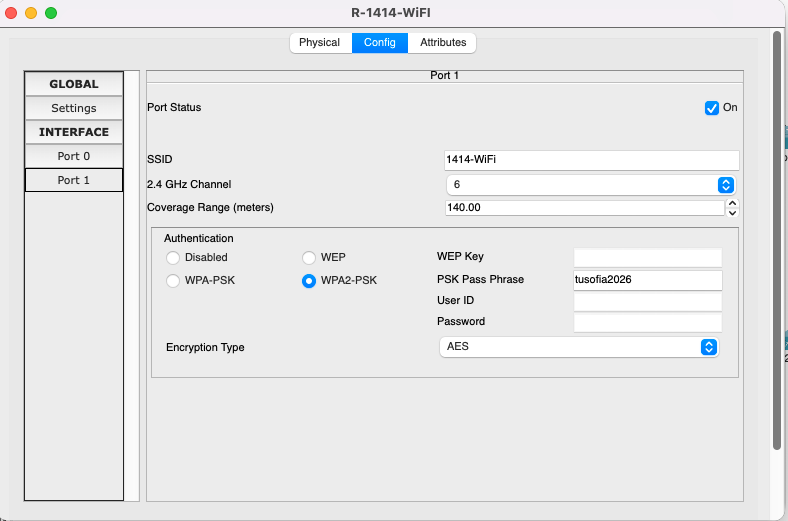 R-1414-WiFI
Physical Config Attributes
GLOBAL
Settings
INTERFACE
Port 0
Port 1
Port 1
Port Status On
SSID 1414-WiFi
2.4 GHz Channel 6
Coverage Range (meters) 140.00
Authentication
Disabled WEP WEP Key
WPA-PSK WPA2-PSK PSK Pass Phrase tusofia2026
User ID
Password
Encryption Type AES